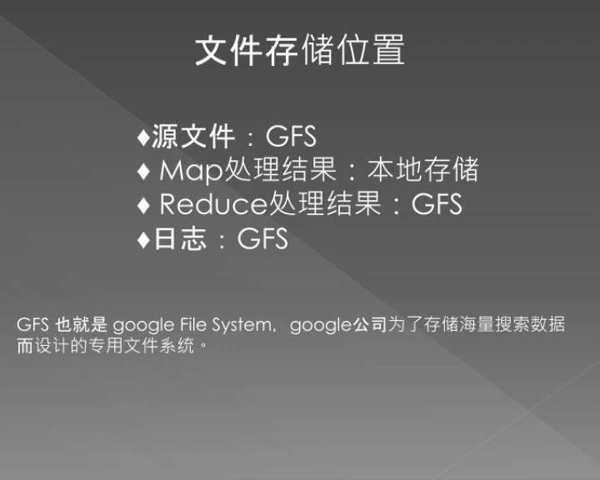 文件存储位置
♦源文件：GFS
♦ Map处理结果：本地存储
♦ Reduce处理结果：GFS
♦日志：GFS
GFS 也就是 google File System，google公司为了存储海量搜索数据
而设计的专用文件系统。